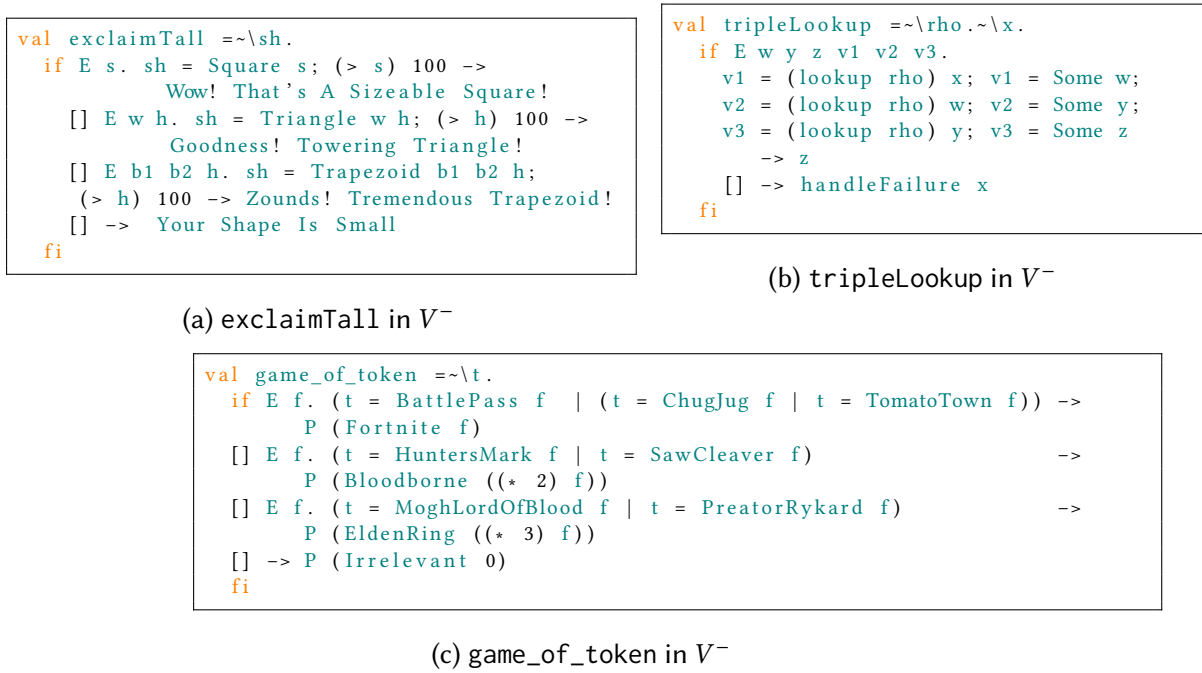 val exclaimTall =~\sh.
if E s. sh = Square s; (> s) 100 ->
Wow! That's A Sizeable Square!
[] E w h. sh = Triangle w h; (> h) 100 ->
Goodness! Towering Triangle!
[] E b1 b2 h. sh = Trapezoid b1 b2 h;
(> h) 100 -> Zounds! Tremendous Trapezoid!
[] -> Your Shape Is Small
fi
(a) exclaimTall in V⁻
val tripleLookup =~\rho.~\x.
if E w y z v1 v2 v3.
v1 = (lookup rho) x; v1 = Some w;
v2 = (lookup rho) w; v2 = Some y;
v3 = (lookup rho) y; v3 = Some z
-> z
[] -> handleFailure x
fi
(b) tripleLookup in V⁻
val game_of_token =~\t.
if E f. (t = BattlePass f | (t = ChugJug f | t = TomatoTown f)) ->
P (Fortnite f)
[] E f. (t = HuntersMark f | t = SawCleaver f) ->
P (Bloodborne ((* 2) f))
[] E f. (t = MoghLordOfBlood f | t = PreatorRykard f) ->
P (EldenRing ((* 3) f))
[] -> P (Irrelevant 0)
fi
(c) game_of_token in V⁻